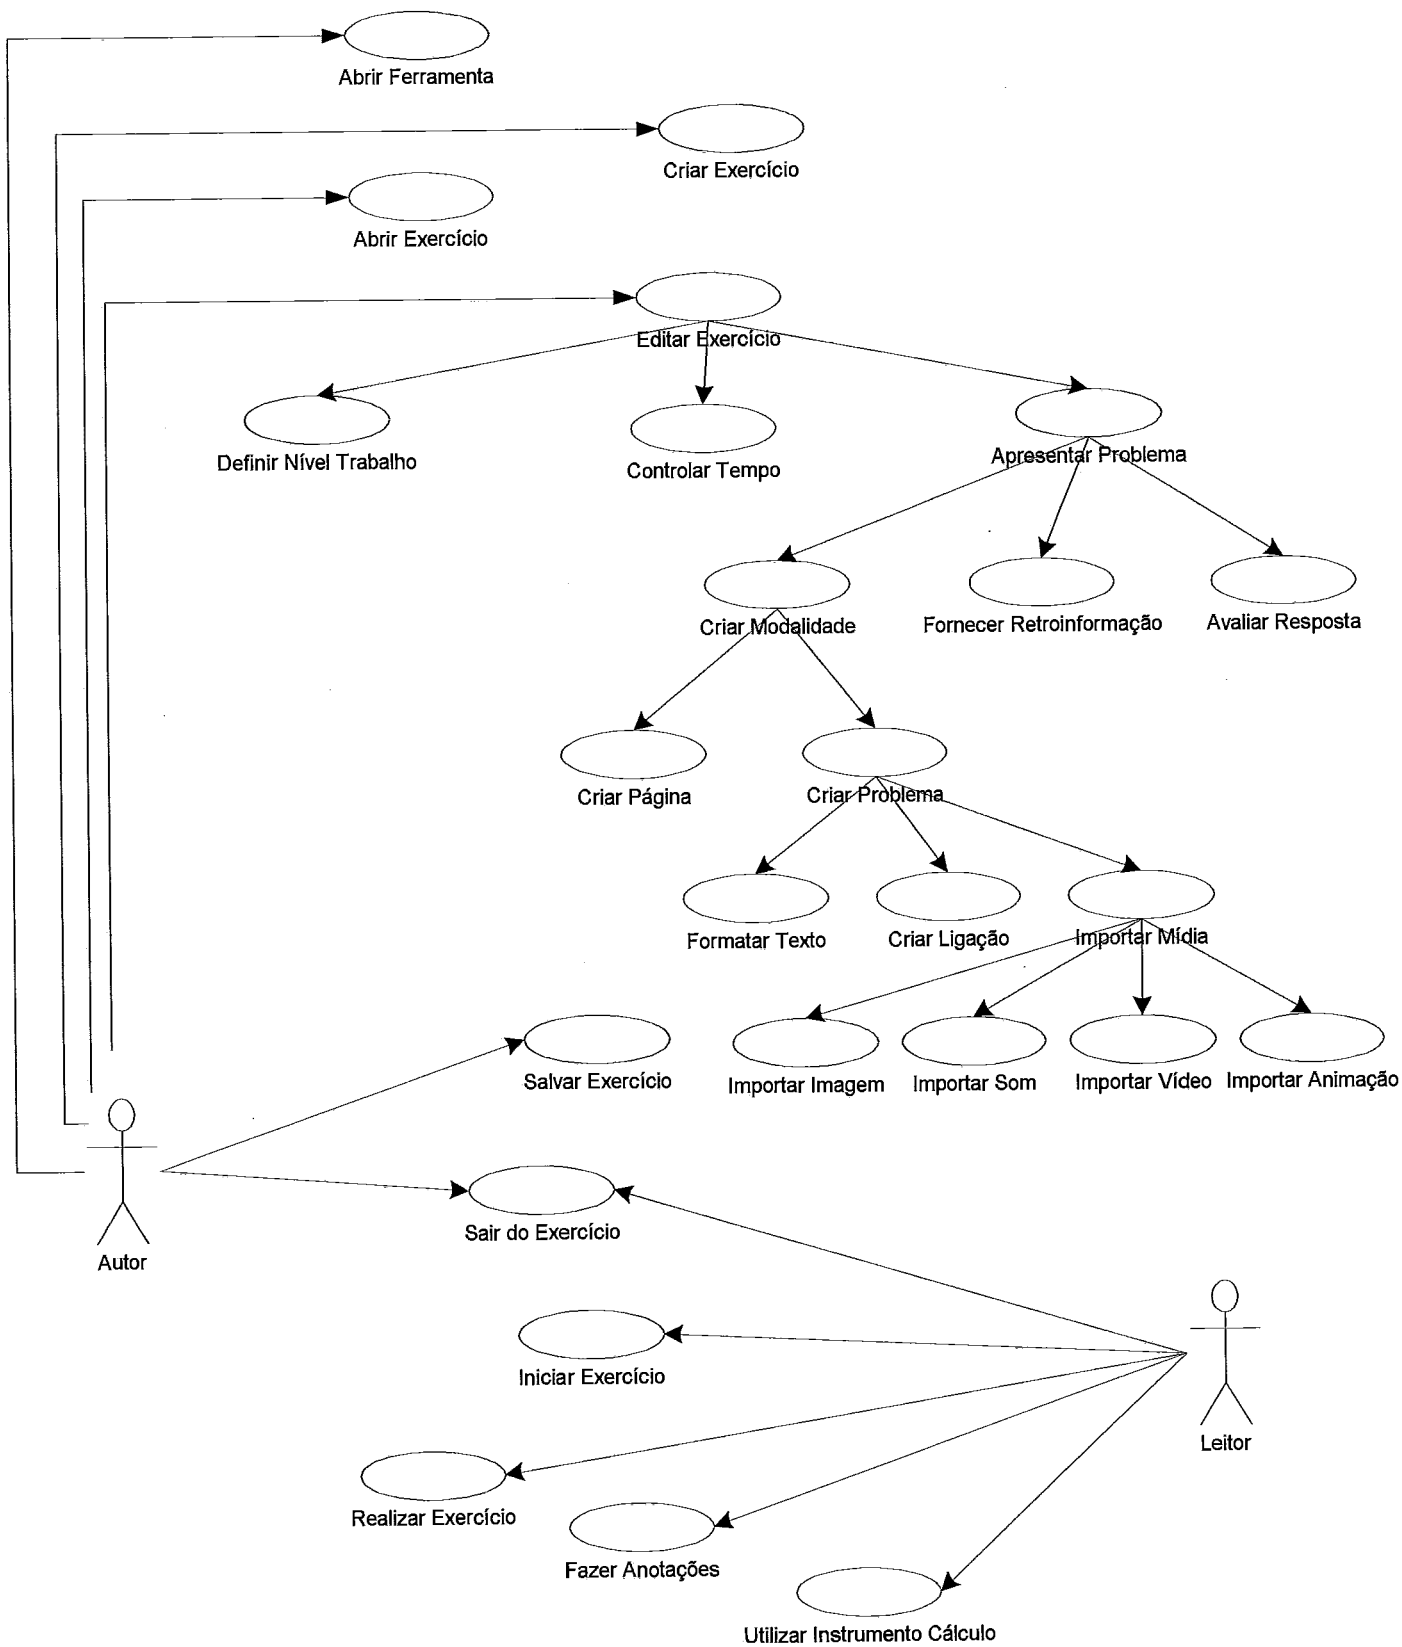 Abrir Ferramenta
Criar Exercício
Abrir Exercício
Editar Exercício
Definir Nível Trabalho
Controlar Tempo
Apresentar Problema
Criar Modalidade
Fornecer Retroinformação
Avaliar Resposta
Criar Página
Criar Problema
Formatar Texto
Criar Ligação
Importar Mídia
Salvar Exercício
Importar Imagem
Importar Som
Importar Vídeo
Importar Animação
Sair do Exercício
Autor
Iniciar Exercício
Leitor
Realizar Exercício
Fazer Anotações
Utilizar Instrumento Cálculo